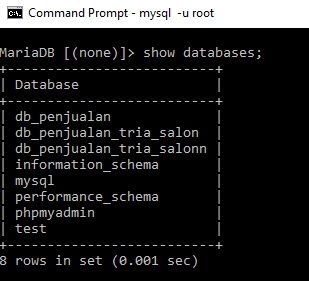 Command Prompt - mysql -u root
MariaDB [(none)]> show databases;
+---------------------------+
| Database                  |
+---------------------------+
| db_penjualan              |
| db_penjualan_tria_salon   |
| db_penjualan_tria_salonn  |
| information_schema        |
| mysql                     |
| performance_schema        |
| phpmyadmin                |
| test                      |
+---------------------------+
8 rows in set (0.001 sec)